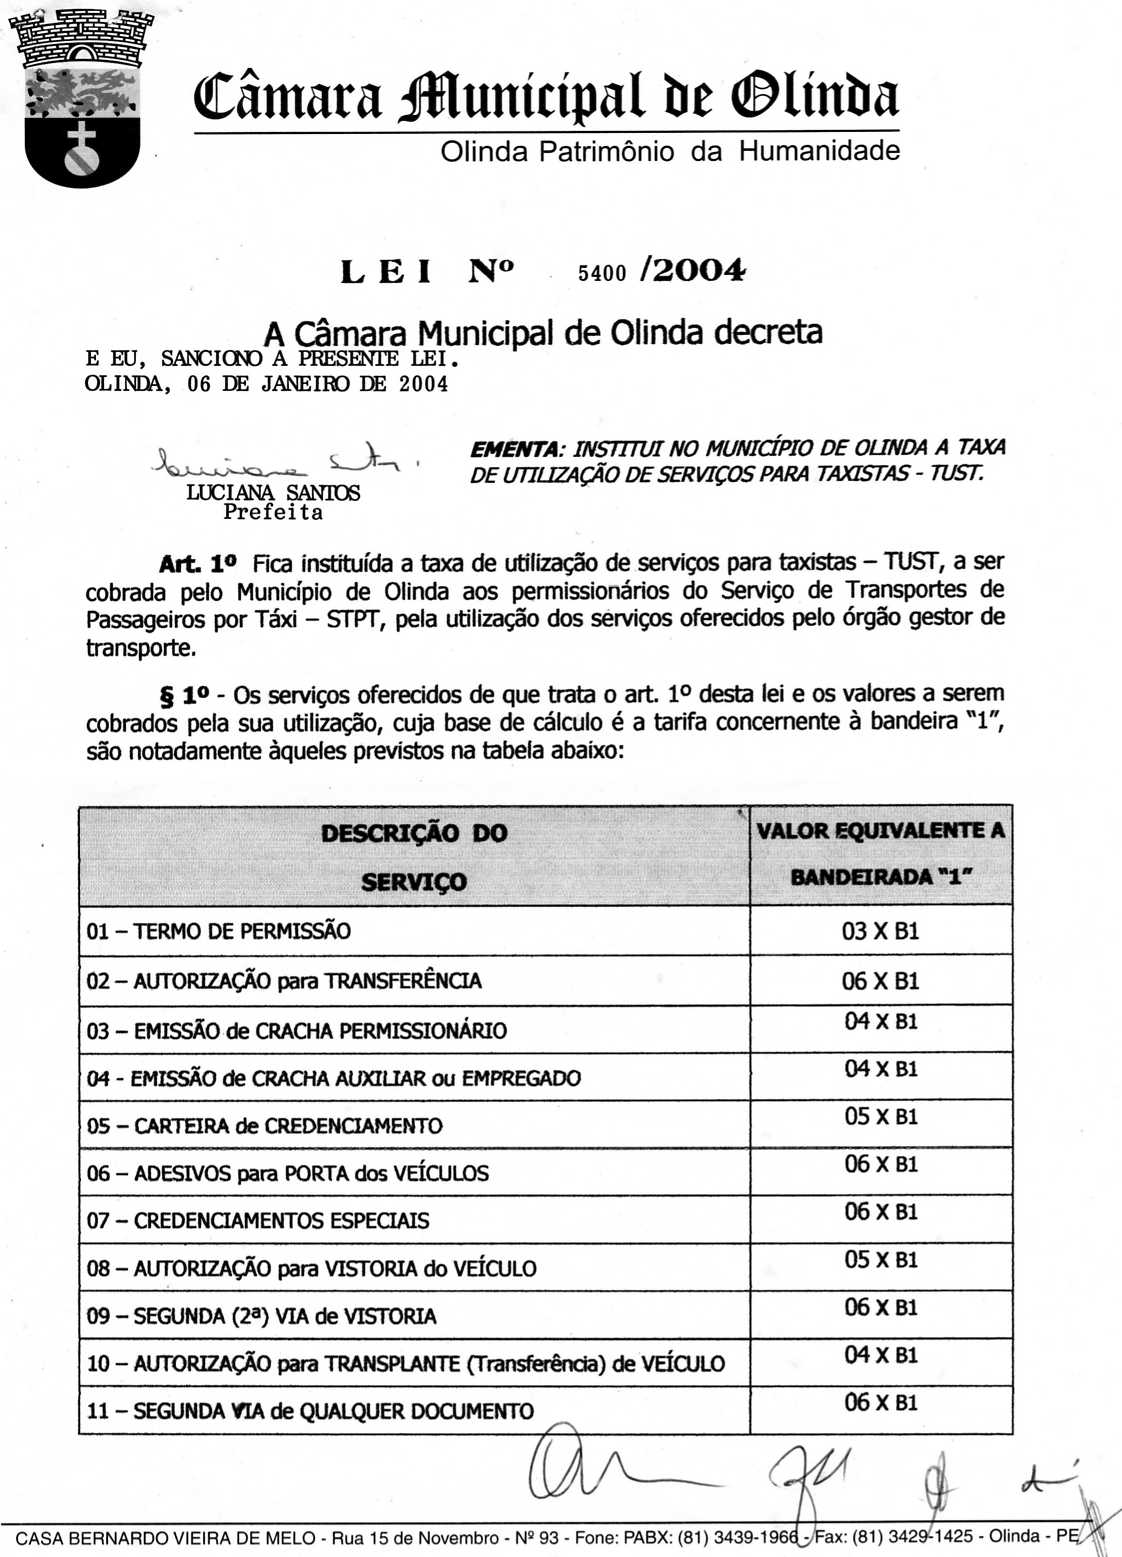 Câmara Municipal de Olinda
Olinda Patrimônio da Humanidade
LEI Nº 5400 /2004
A Câmara Municipal de Olinda decreta
E EU, SANCIONO A PRESENTE LEI.
OLINDA, 06 DE JANEIRO DE 2004
EMENTA: INSTITUI NO MUNICÍPIO DE OLINDA A TAXA
DE UTILIZAÇÃO DE SERVIÇOS PARA TAXISTAS - TUST.
LUCIANA SANTOS
Prefeita
Art. 1º Fica instituída a taxa de utilização de serviços para taxistas – TUST, a ser
cobrada pelo Município de Olinda aos permissionários do Serviço de Transportes de
Passageiros por Táxi – STPT, pela utilização dos serviços oferecidos pelo órgão gestor de
transporte.
§ 1º - Os serviços oferecidos de que trata o art. 1º desta lei e os valores a serem
cobrados pela sua utilização, cuja base de cálculo é a tarifa concernente à bandeira "1",
são notadamente àqueles previstos na tabela abaixo:
DESCRIÇÃO DO
SERVIÇO
VALOR EQUIVALENTE A
BANDEIRADA "1"
01 – TERMO DE PERMISSÃO 03 X B1
02 – AUTORIZAÇÃO para TRANSFERÊNCIA 06 X B1
03 – EMISSÃO de CRACHA PERMISSIONÁRIO 04 X B1
04 - EMISSÃO de CRACHA AUXILIAR ou EMPREGADO 04 X B1
05 – CARTEIRA de CREDENCIAMENTO 05 X B1
06 – ADESIVOS para PORTA dos VEÍCULOS 06 X B1
07 – CREDENCIAMENTOS ESPECIAIS 06 X B1
08 – AUTORIZAÇÃO para VISTORIA do VEÍCULO 05 X B1
09 – SEGUNDA (2ª) VIA de VISTORIA 06 X B1
10 – AUTORIZAÇÃO para TRANSPLANTE (Transferência) de VEÍCULO 04 X B1
11 – SEGUNDA VIA de QUALQUER DOCUMENTO 06 X B1
CASA BERNARDO VIEIRA DE MELO - Rua 15 de Novembro - Nº 93 - Fone: PABX: (81) 3439-1966 - Fax: (81) 3429-1425 - Olinda - PE